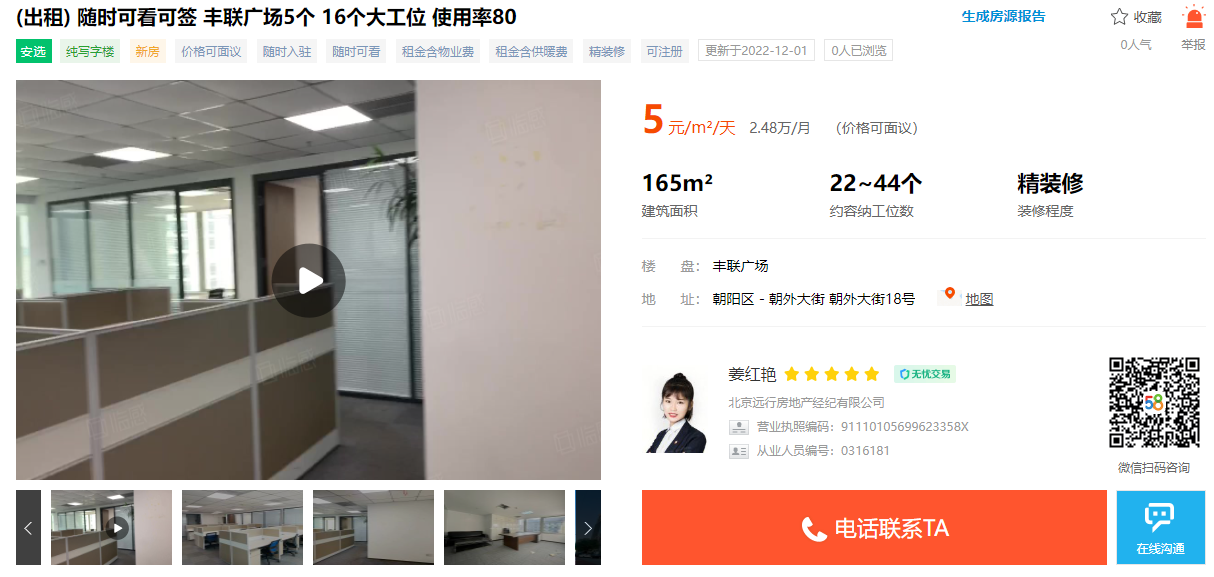 (出租) 随时可看可签 丰联广场5个 16个大工位 使用率80
生成房源报告
收藏
安选 纯写字楼 新房 价格可面议 随时入驻 随时可看 租金含物业费 租金含供暖费 精装修 可注册 更新于2022-12-01 0人已浏览
0人气 举报
5 元/m²/天 2.48万/月 (价格可面议)
165m² 22~44个 精装修
建筑面积 约容纳工位数 装修程度
楼 盘: 丰联广场
地 址: 朝阳区 - 朝外大街 朝外大街18号 地图
姜红艳 无忧交易
北京远行房地产经纪有限公司
营业执照编码: 91110105699623358X
从业人员编号: 0316181
58
微信扫码咨询
电话联系TA
在线沟通